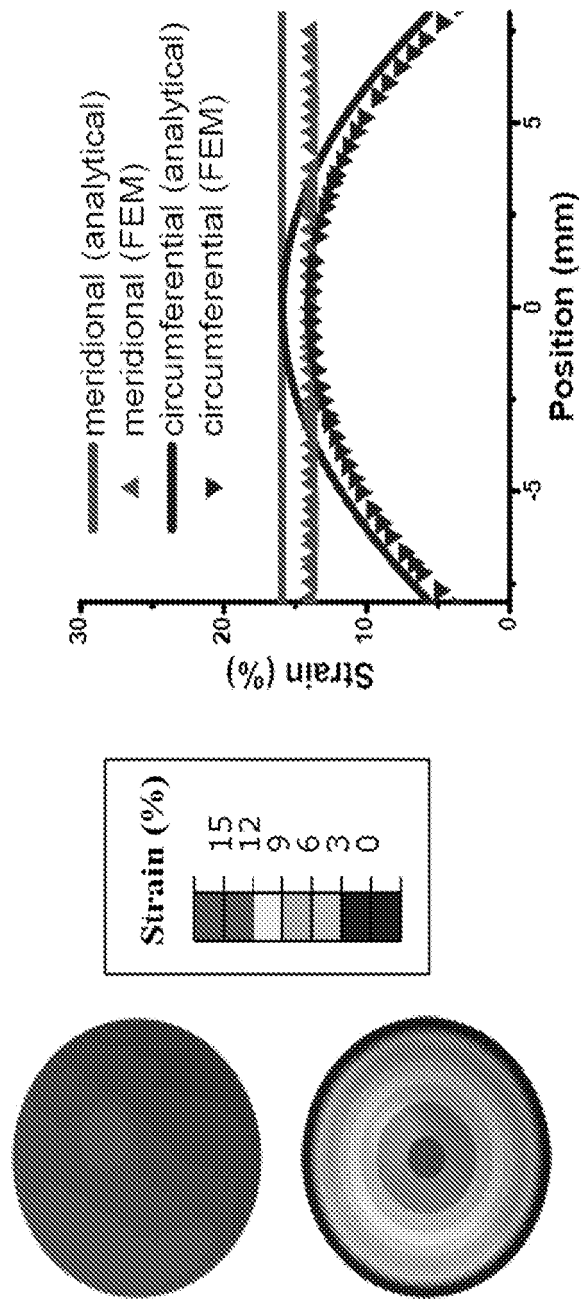 Strain (%)
15
12
9
6
3
0
meridional (analytical)
meridional (FEM)
circumferential (analytical)
circumferential (FEM)
Strain (%)
30
20
10
0
-5
0
5
Position (mm)